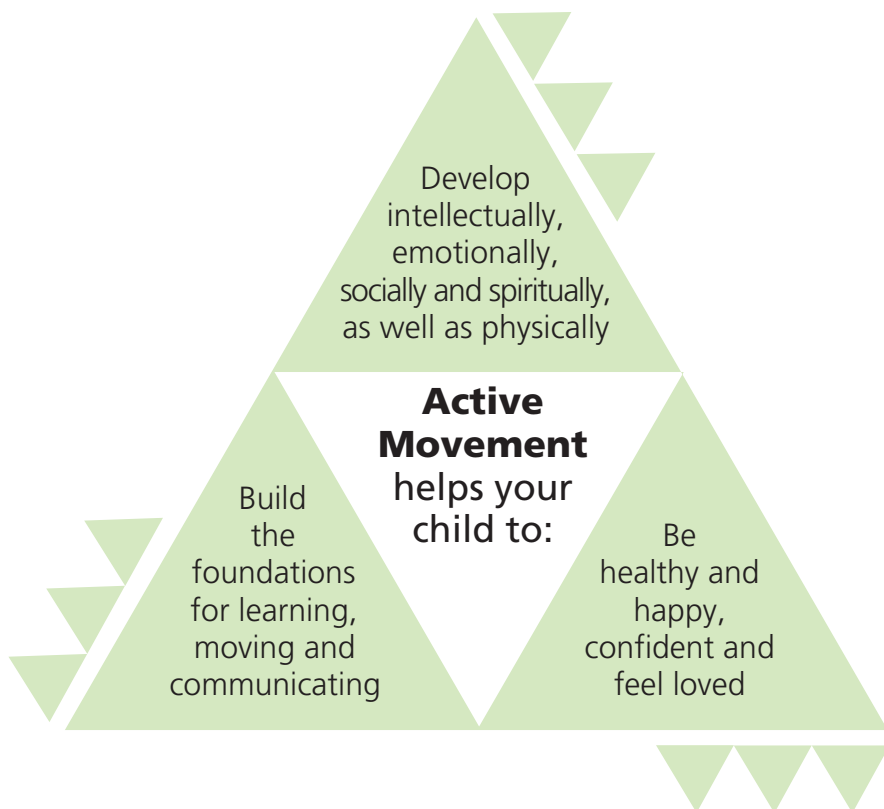 Develop
intellectually,
emotionally,
socially and spiritually,
as well as physically
Active
Movement
helps your
child to:
Build
the
foundations
for learning,
moving and
communicating
Be
healthy and
happy,
confident and
feel loved